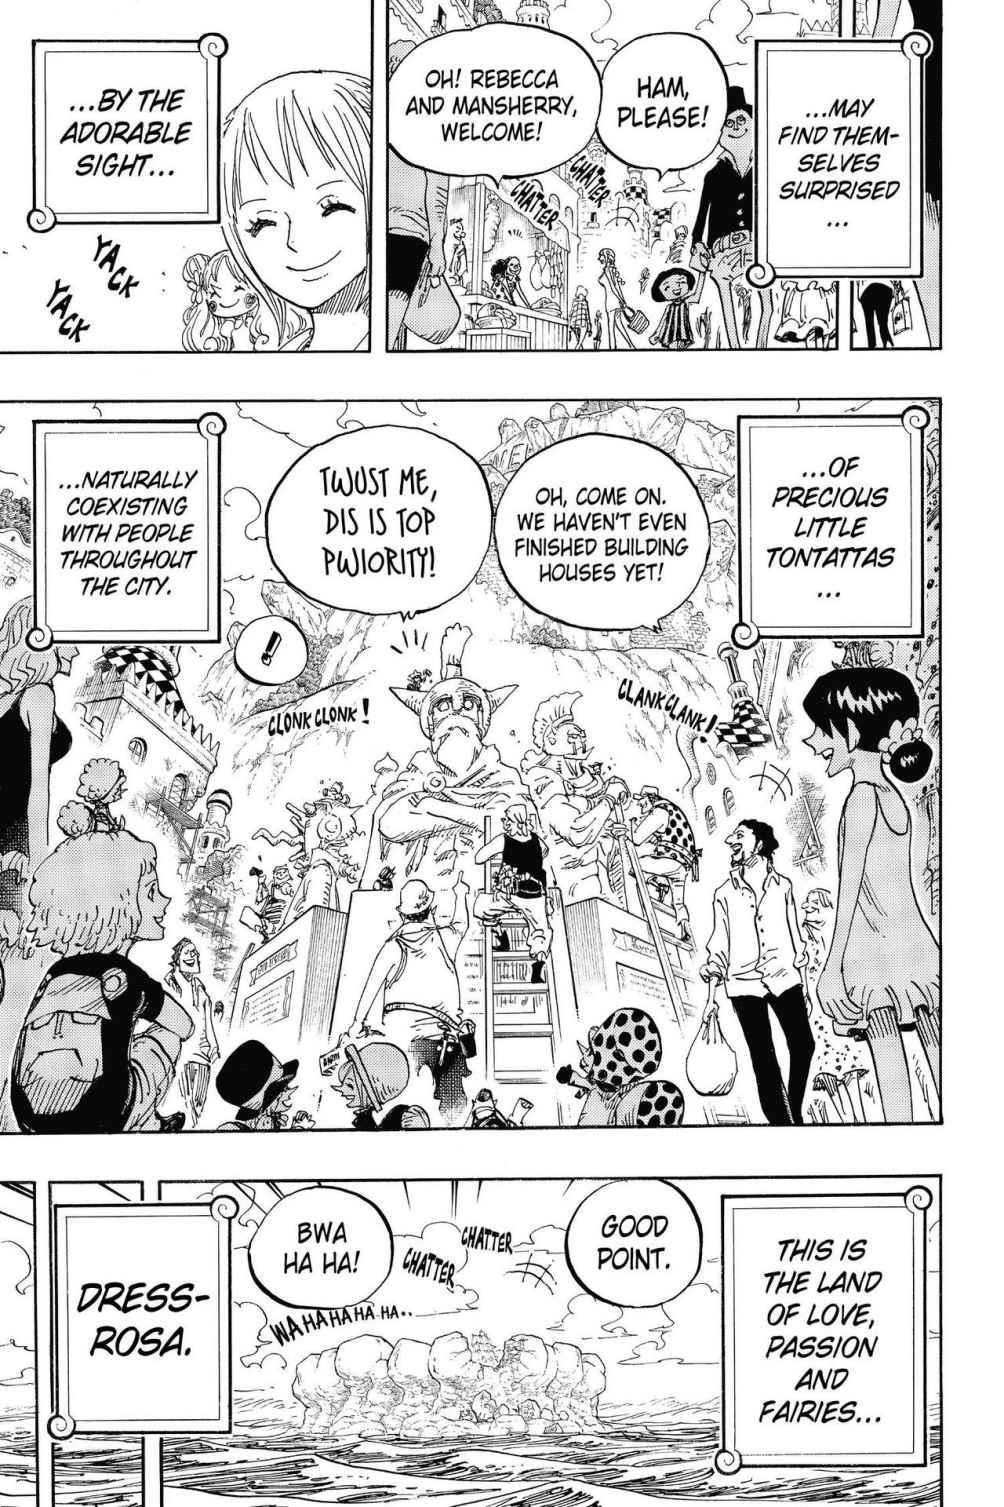 ...MAY
FIND THEM-
SELVES
SURPRISED
...
HAM,
PLEASE!
OH! REBECCA
AND MANSHERRY,
WELCOME!
CHATTER
CHATTER
...BY THE
ADORABLE
SIGHT...
YACK
YACK
...OF
PRECIOUS
LITTLE
TONTATTAS
...
OH, COME ON.
WE HAVEN'T EVEN
FINISHED BUILDING
HOUSES YET!
TWUST ME,
DIS IS TOP
PWIORITY!
!
CLANK CLANK!
CLONK CLONK!
...NATURALLY
COEXISTING
WITH PEOPLE
THROUGHOUT
THE CITY.
THIS IS
THE LAND
OF LOVE,
PASSION
AND
FAIRIES...
GOOD
POINT.
CHATTER
CHATTER
BWA
HA HA!
WAHAHAHA HA..
DRESS-
ROSA.